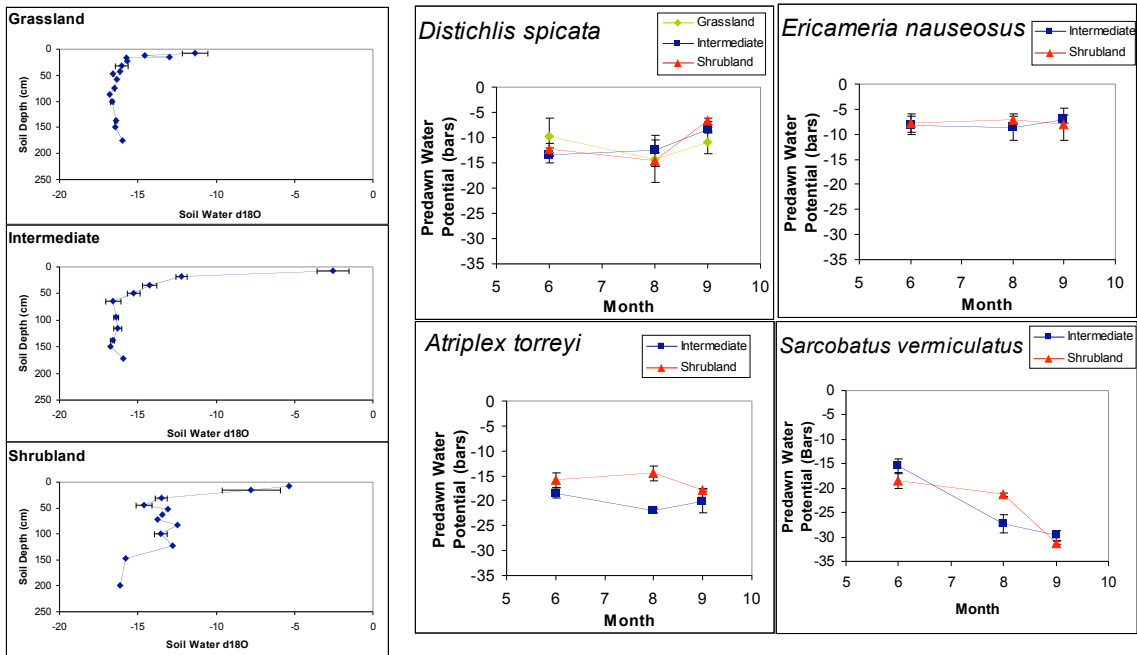 Grassland
0
50
100
150
200
250
Soil Depth (cm)
-20 -15 -10 -5 0
Soil Water d18O
Intermediate
0
50
100
150
200
250
Soil Depth (cm)
-20 -15 -10 -5 0
Soil Water d18O
Shrubland
0
50
100
150
200
250
Soil Depth (cm)
-20 -15 -10 -5 0
Soil Water d18O
Distichlis spicata
Grassland
Intermediate
Shrubland
Predawn Water
Potential (bars)
0
-5
-10
-15
-20
-25
-30
-35
5 6 7 8 9 10
Month
Ericameria nauseosus
Intermediate
Shrubland
Predawn Water
Potential (bars)
0
-5
-10
-15
-20
-25
-30
-35
5 6 7 8 9 10
Month
Atriplex torreyi
Intermediate
Shrubland
Predawn Water
Potential (bars)
0
-5
-10
-15
-20
-25
-30
-35
5 6 7 8 9 10
Month
Sarcobatus vermiculatus
Intermediate
Shrubland
Predawn Water
Potential (Bars)
0
-5
-10
-15
-20
-25
-30
-35
5 6 7 8 9 10
Month